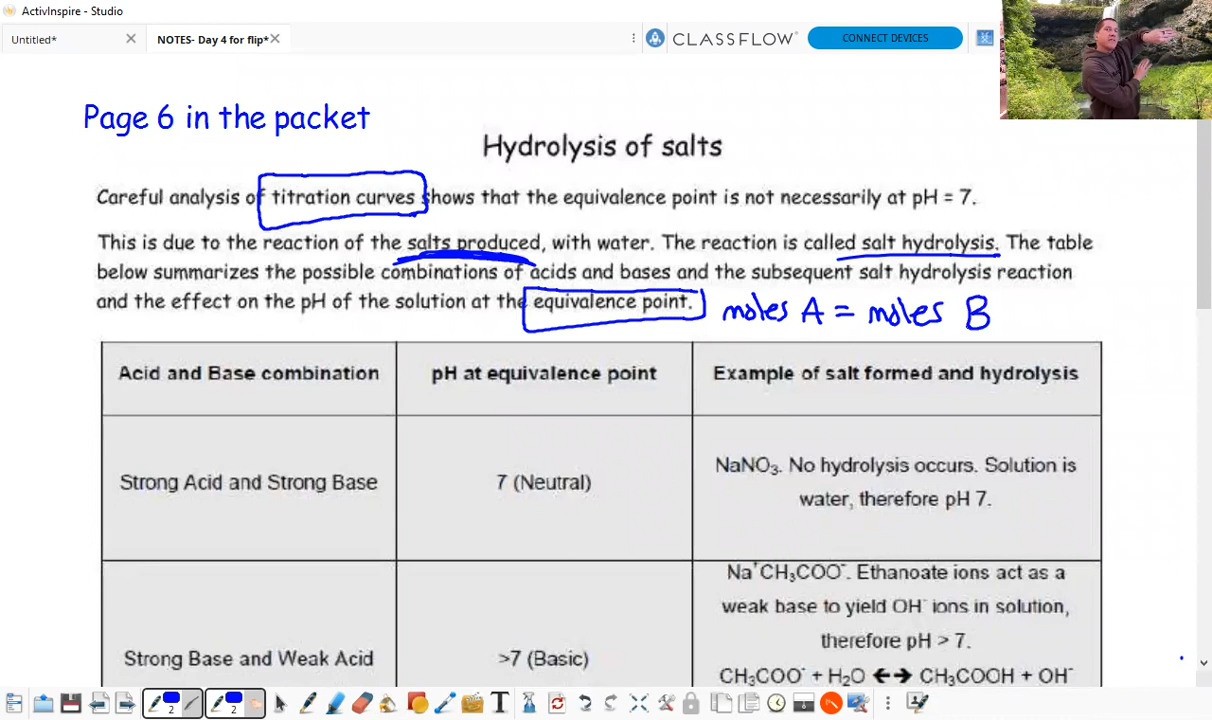 ActivInspire - Studio
Untitled*
NOTES- Day 4 for flip*
CLASSFLOW
CONNECT DEVICES
Page 6 in the packet
Hydrolysis of salts
Careful analysis of titration curves shows that the equivalence point is not necessarily at pH = 7.
This is due to the reaction of the salts produced, with water. The reaction is called salt hydrolysis. The table
below summarizes the possible combinations of acids and bases and the subsequent salt hydrolysis reaction
and the effect on the pH of the solution at the equivalence point. moles A = moles B
Acid and Base combination
pH at equivalence point
Example of salt formed and hydrolysis
Strong Acid and Strong Base
7 (Neutral)
NaNO₃. No hydrolysis occurs. Solution is
water, therefore pH 7.
Strong Base and Weak Acid
>7 (Basic)
Na⁺CH₃COO⁻. Ethanoate ions act as a
weak base to yield OH⁻ ions in solution,
therefore pH > 7.
CH₃COO⁻ + H₂O ↔ CH₃COOH + OH⁻
2
2
T